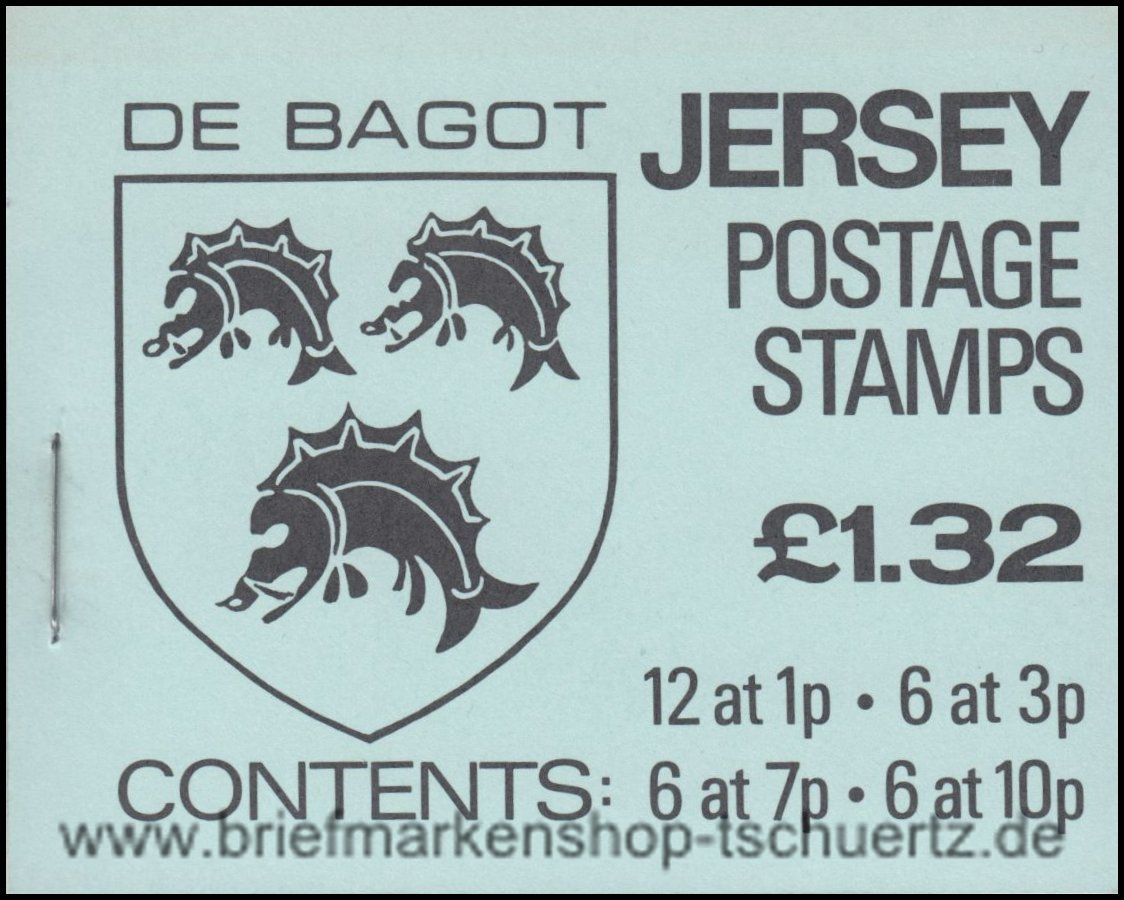 DE BAGOT
JERSEY
POSTAGE
STAMPS
£1.32
12 at 1p • 6 at 3p
CONTENTS: 6 at 7p • 6 at 10p
www.briefmarkenshop-tschuertz.de